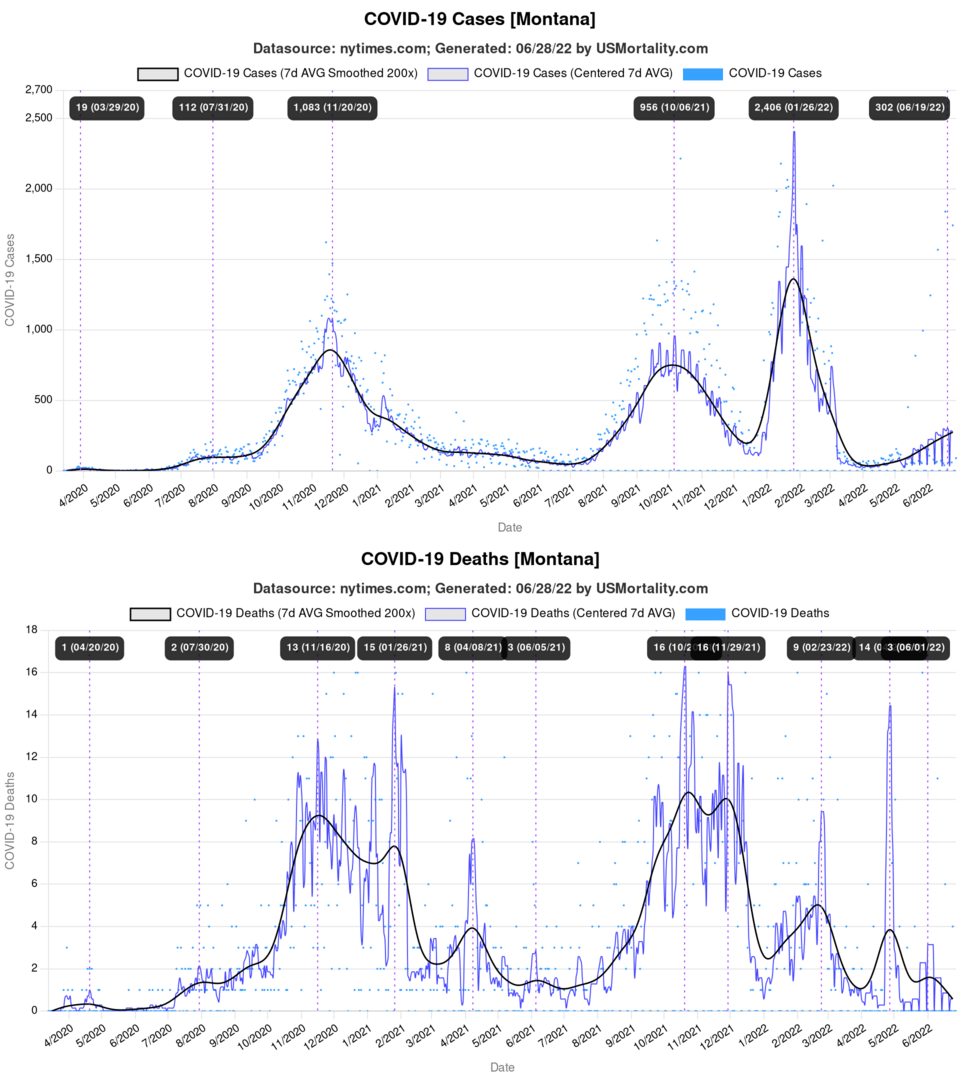 COVID-19 Cases [Montana]
Datasource: nytimes.com; Generated: 06/28/22 by USMortality.com
COVID-19 Cases (7d AVG Smoothed 200x) COVID-19 Cases (Centered 7d AVG) COVID-19 Cases
2,700
19 (03/29/20) 112 (07/31/20) 1,083 (11/20/20) 956 (10/06/21) 2,406 (01/26/22) 302 (06/19/22)
2,500
2,000
1,500
1,000
500
0
COVID-19 Cases
4/2020 5/2020 6/2020 7/2020 8/2020 9/2020 10/2020 11/2020 12/2020 1/2021 2/2021 3/2021 4/2021 5/2021 6/2021 7/2021 8/2021 9/2021 10/2021 11/2021 12/2021 1/2022 2/2022 3/2022 4/2022 5/2022 6/2022
Date
COVID-19 Deaths [Montana]
Datasource: nytimes.com; Generated: 06/28/22 by USMortality.com
COVID-19 Deaths (7d AVG Smoothed 200x) COVID-19 Deaths (Centered 7d AVG) COVID-19 Deaths
18
1 (04/20/20) 2 (07/30/20) 13 (11/16/20) 15 (01/26/21) 8 (04/08/21) 3 (06/05/21) 16 (10/2 16 (11/29/21) 9 (02/23/22) 14 (0 3 (06/01/22)
16
14
12
10
8
6
4
2
0
COVID-19 Deaths
4/2020 5/2020 6/2020 7/2020 8/2020 9/2020 10/2020 11/2020 12/2020 1/2021 2/2021 3/2021 4/2021 5/2021 6/2021 7/2021 8/2021 9/2021 10/2021 11/2021 12/2021 1/2022 2/2022 3/2022 4/2022 5/2022 6/2022
Date